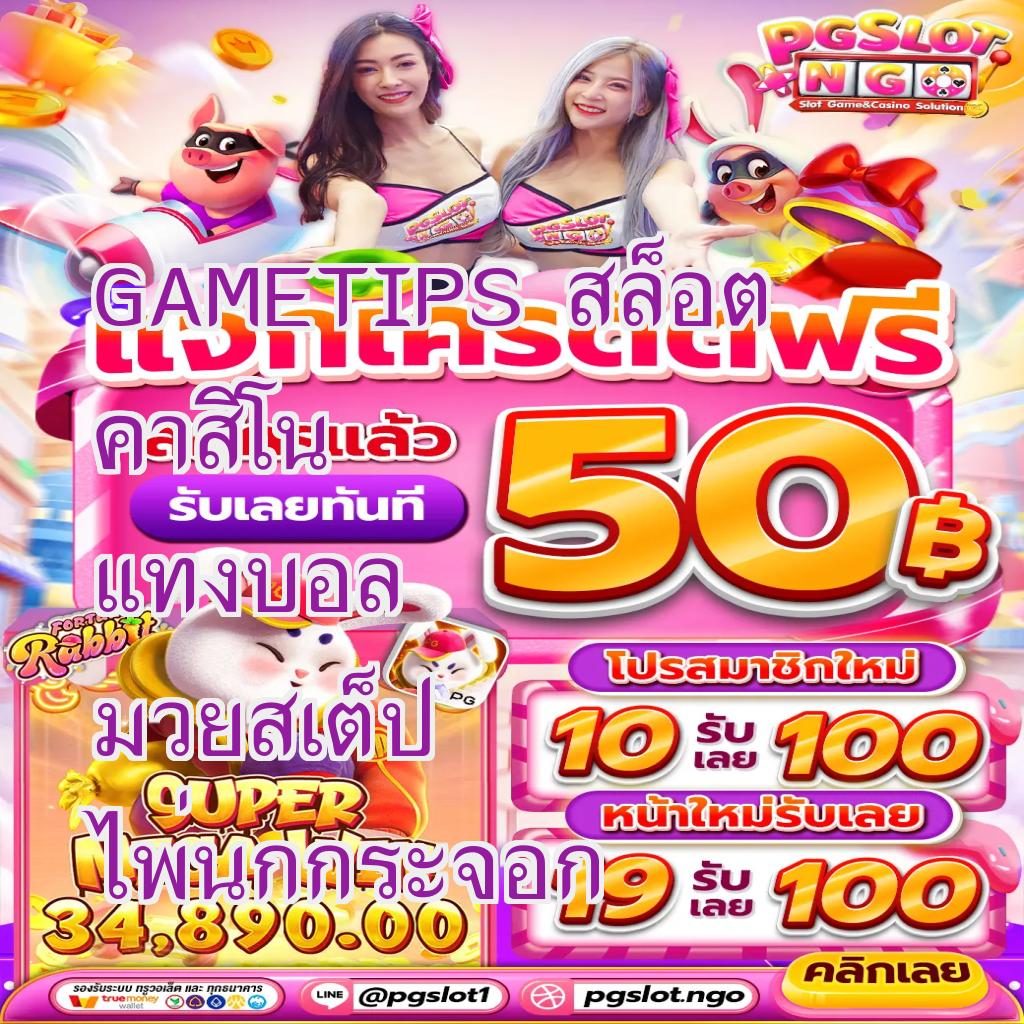 PGSLOT
NGO
Slot Game&Casino Solution
PGSLOT
NGO
PGSLOT
NGO
GAMETIPS สล็อต
แจกเครดิตฟรี
คาสิโน
แล้ว
50฿
รับเลยทันที
แทงบอล
Rabbit
PG
โปรสมาชิกใหม่
10 รับเลย 100
มวยสเต็ป
SUPER
หน้าใหม่รับเลย
ไพ่นกกระจอก
19 รับเลย 100
34,890.00
คลิกเลย
รองรับระบบ ทรูวอเล็ต และ ทุกธนาคาร
truemoney wallet
LINE @pgslot1
pgslot.ngo